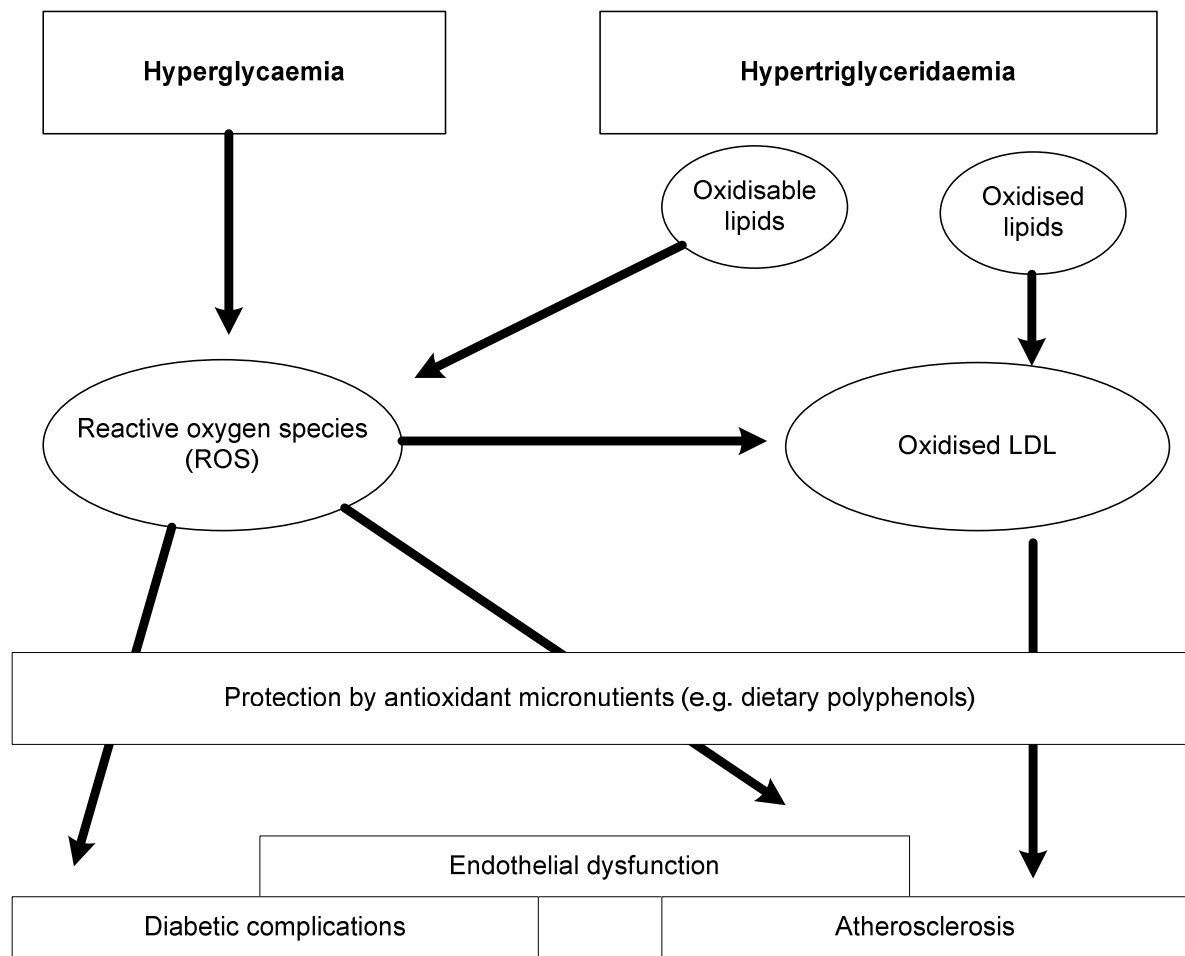 Hyperglycaemia
Hypertriglyceridaemia
Oxidisable
lipids
Oxidised
lipids
Reactive oxygen species
(ROS)
Oxidised LDL
Protection by antioxidant micronutrients (e.g. dietary polyphenols)
Endothelial dysfunction
Diabetic complications
Atherosclerosis